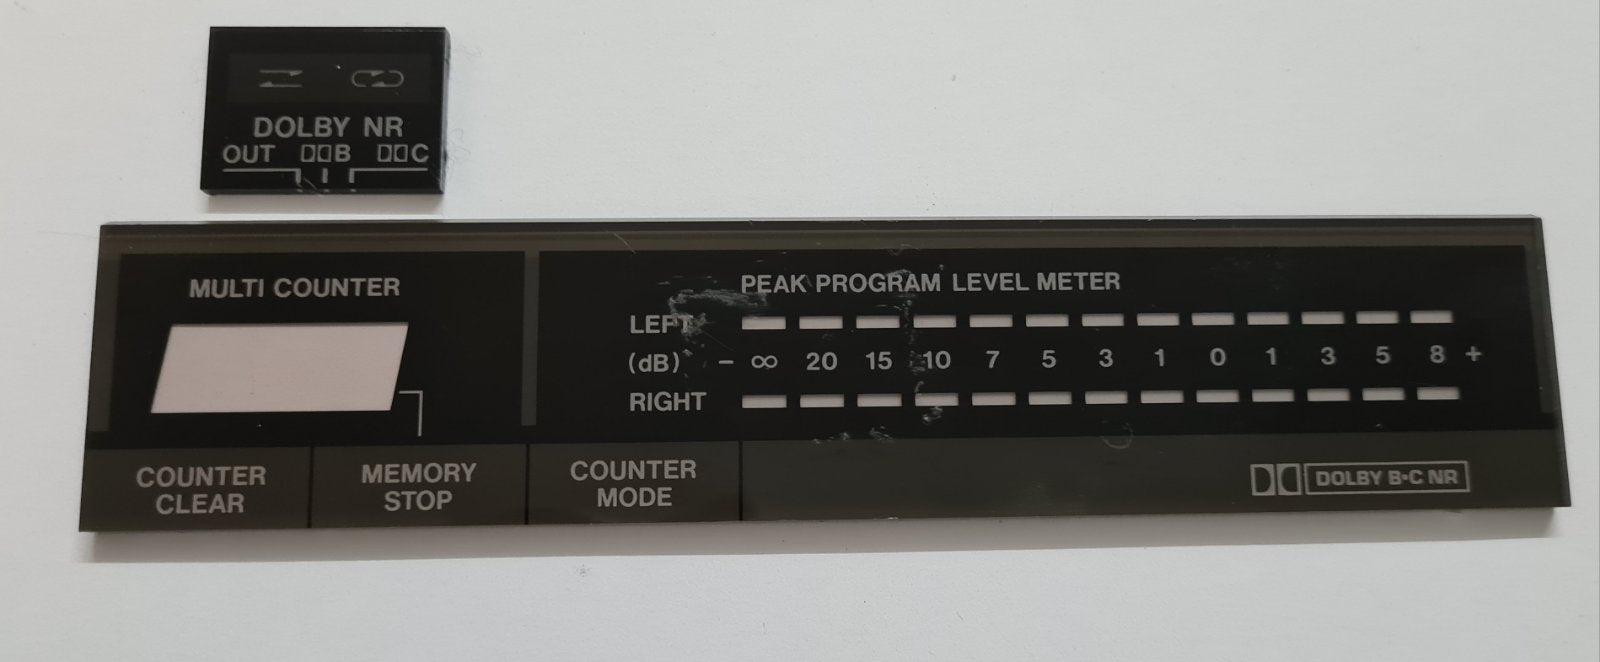 DOLBY NR
OUT B C
MULTI COUNTER
PEAK PROGRAM LEVEL METER
LEFT
(dB) - ∞ 20 15 10 7 5 3 1 0 1 3 5 8 +
RIGHT
COUNTER CLEAR
MEMORY STOP
COUNTER MODE
DOLBY B·C NR